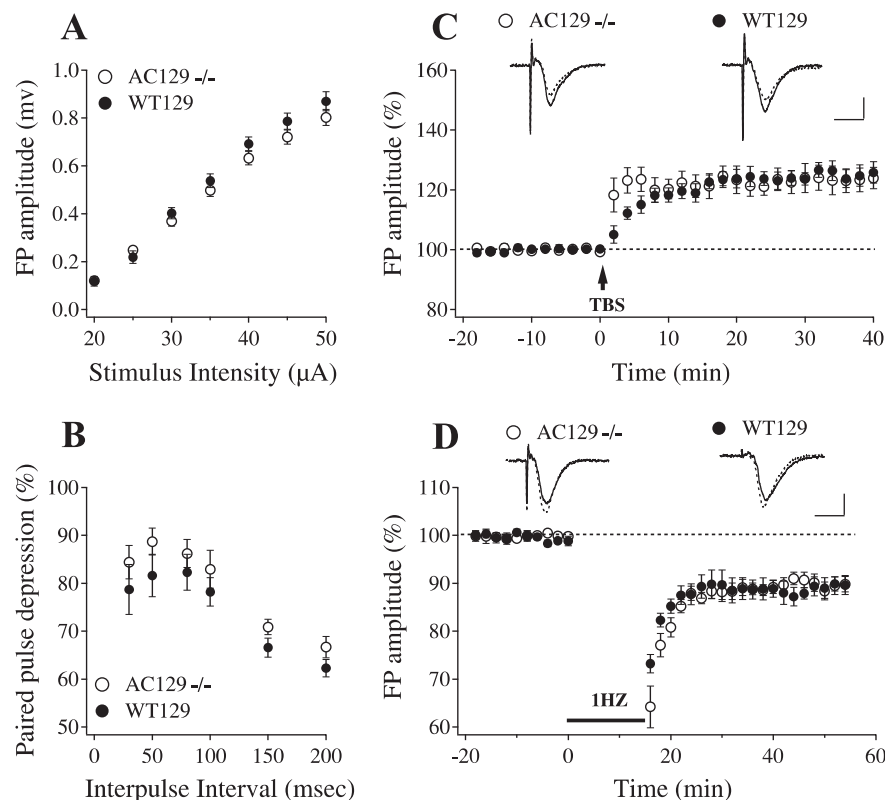 A
AC129 -/-
WT129
FP amplitude (mv)
1.0
0.8
0.6
0.4
0.2
0.0
20
30
40
50
Stimulus Intensity (µA)
C
AC129 -/-
WT129
FP amplitude (%)
160
140
120
100
80
TBS
-20
-10
0
10
20
30
40
Time (min)
B
Paired pulse depression (%)
100
90
80
70
60
50
AC129 -/-
WT129
0
50
100
150
200
Interpulse Interval (msec)
D
AC129 -/-
WT129
FP amplitude (%)
110
100
90
80
70
60
1HZ
-20
0
20
40
60
Time (min)